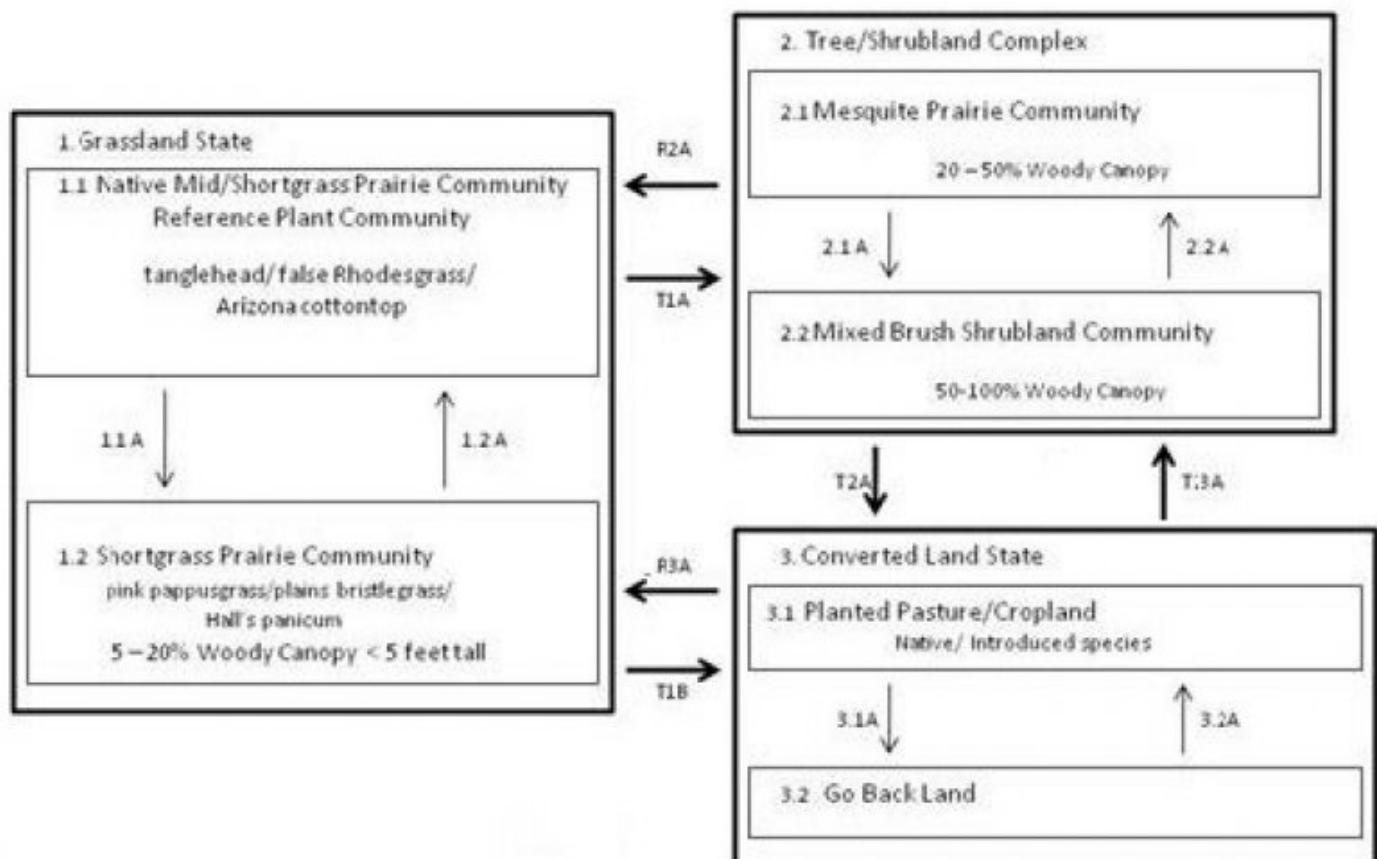 1. Grassland State
1.1 Native Mid/Shortgrass Prairie Community
Reference Plant Community
tanglehead/ false Rhodesgrass/
Arizona cottontop
1.1 A
1.2 A
1.2 Shortgrass Prairie Community
pink pappusgrass/plains bristlegrass/
Hall's panicum
5 – 20% Woody Canopy < 5 feet tall
R2A
T1A
R3A
T1B
2. Tree/Shrubland Complex
2.1 Mesquite Prairie Community
20 – 50% Woody Canopy
2.1 A
2.2 A
2.2 Mixed Brush Shrubland Community
50-100% Woody Canopy
T2A
T3A
3. Converted Land State
3.1 Planted Pasture/Cropland
Native/ Introduced species
3.1A
3.2A
3.2 Go Back Land